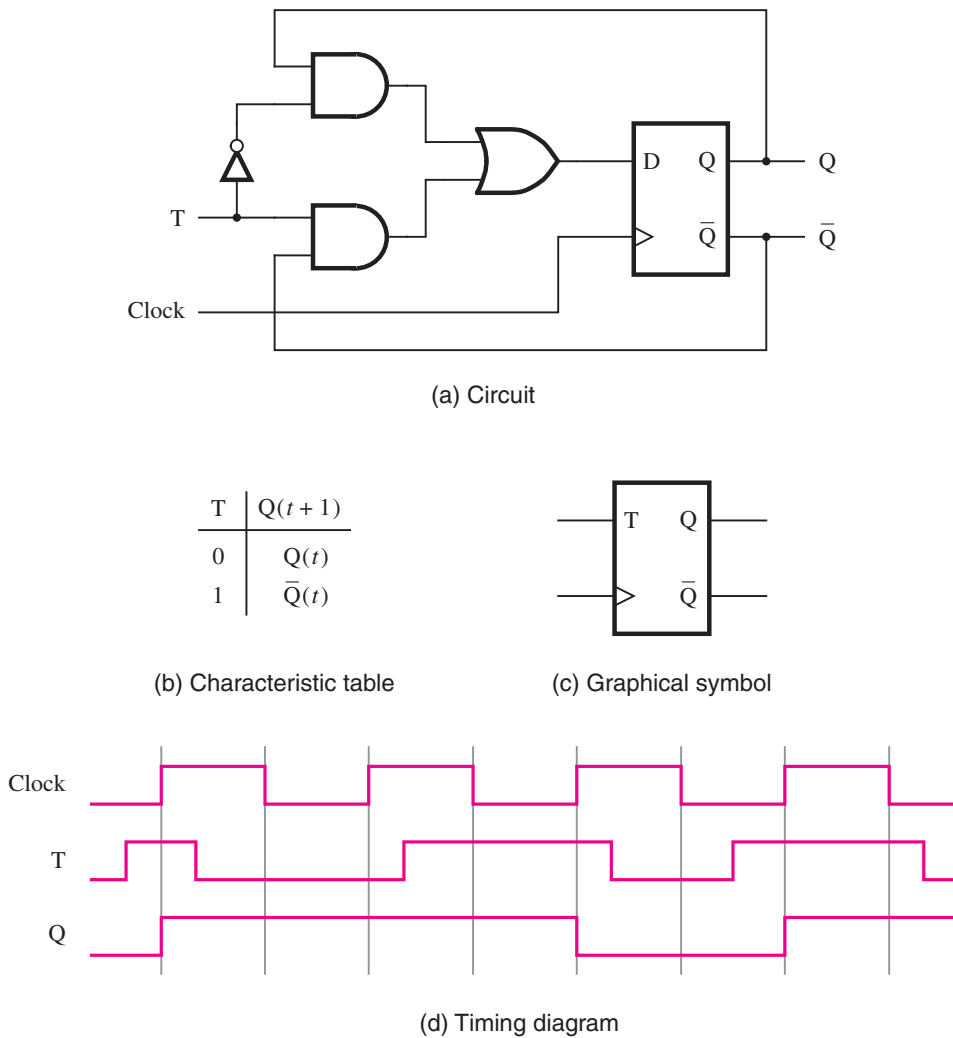 D Q
T Q̅ Q
Q̅
Clock
(a) Circuit
T Q(t + 1)
0 Q(t)
1 Q̅(t)
T Q
Q̅
(b) Characteristic table
(c) Graphical symbol
Clock
T
Q
(d) Timing diagram